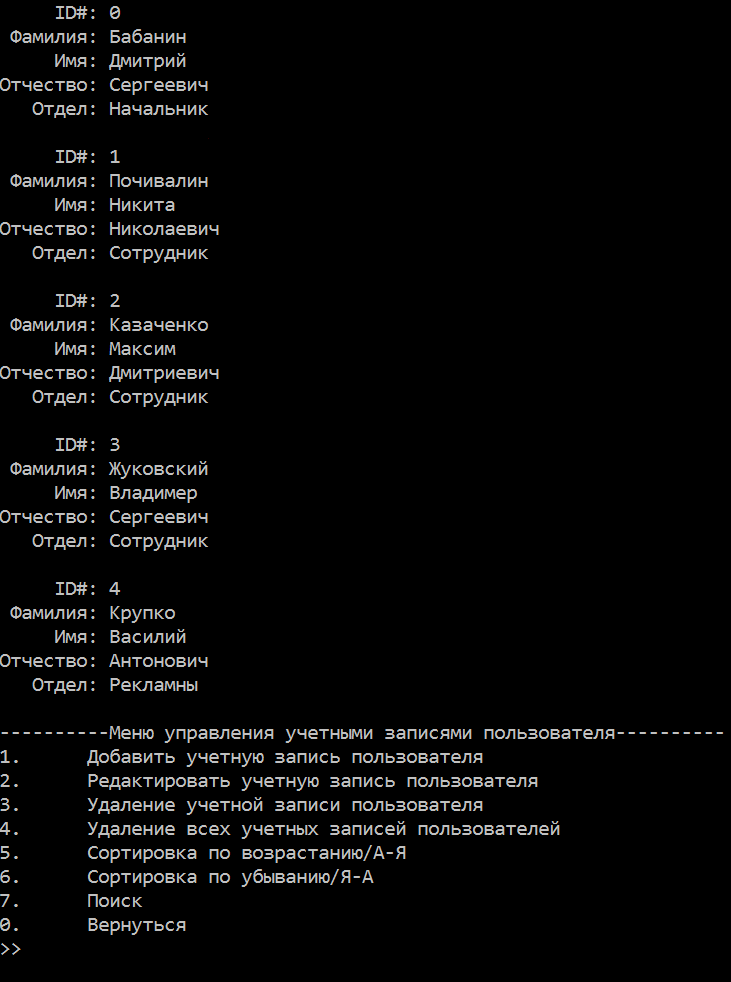 ID#: 0
Фамилия: Бабанин
Имя: Дмитрий
Отчество: Сергеевич
Отдел: Начальник
ID#: 1
Фамилия: Почивалин
Имя: Никита
Отчество: Николаевич
Отдел: Сотрудник
ID#: 2
Фамилия: Казаченко
Имя: Максим
Отчество: Дмитриевич
Отдел: Сотрудник
ID#: 3
Фамилия: Жуковский
Имя: Владимер
Отчество: Сергеевич
Отдел: Сотрудник
ID#: 4
Фамилия: Крупко
Имя: Василий
Отчество: Антонович
Отдел: Рекламны
----------Меню управления учетными записями пользователя----------
1. Добавить учетную запись пользователя
2. Редактировать учетную запись пользователя
3. Удаление учетной записи пользователя
4. Удаление всех учетных записей пользователей
5. Сортировка по возрастанию/А-Я
6. Сортировка по убыванию/Я-А
7. Поиск
0. Вернуться
>>